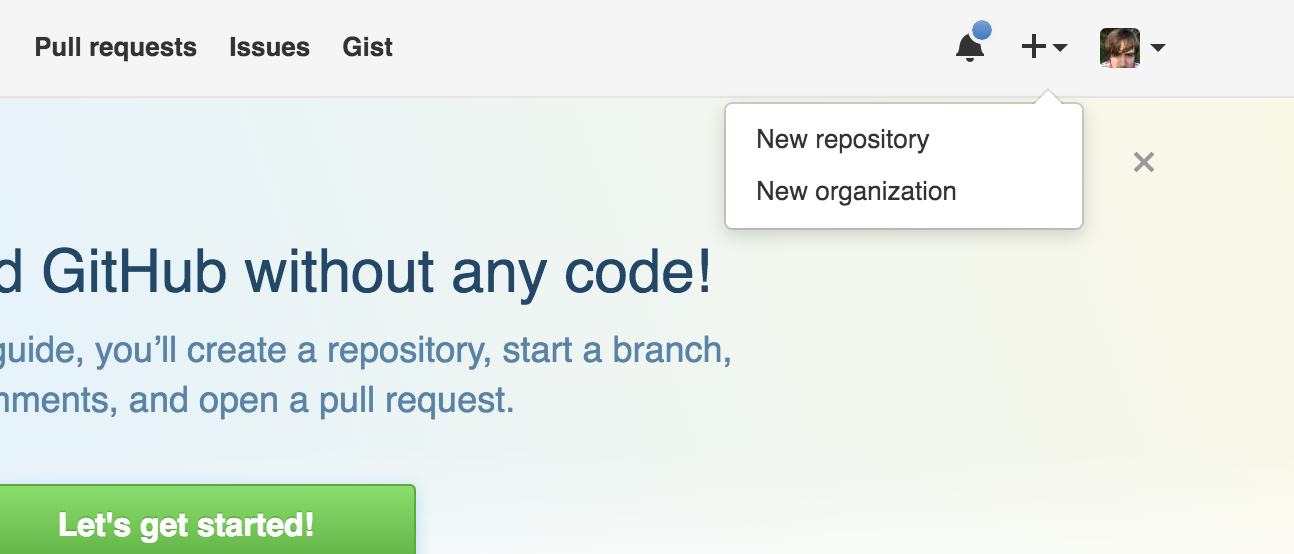 Pull requests Issues Gist
New repository
New organization
d GitHub without any code!
guide, you’ll create a repository, start a branch,
nments, and open a pull request.
Let's get started!